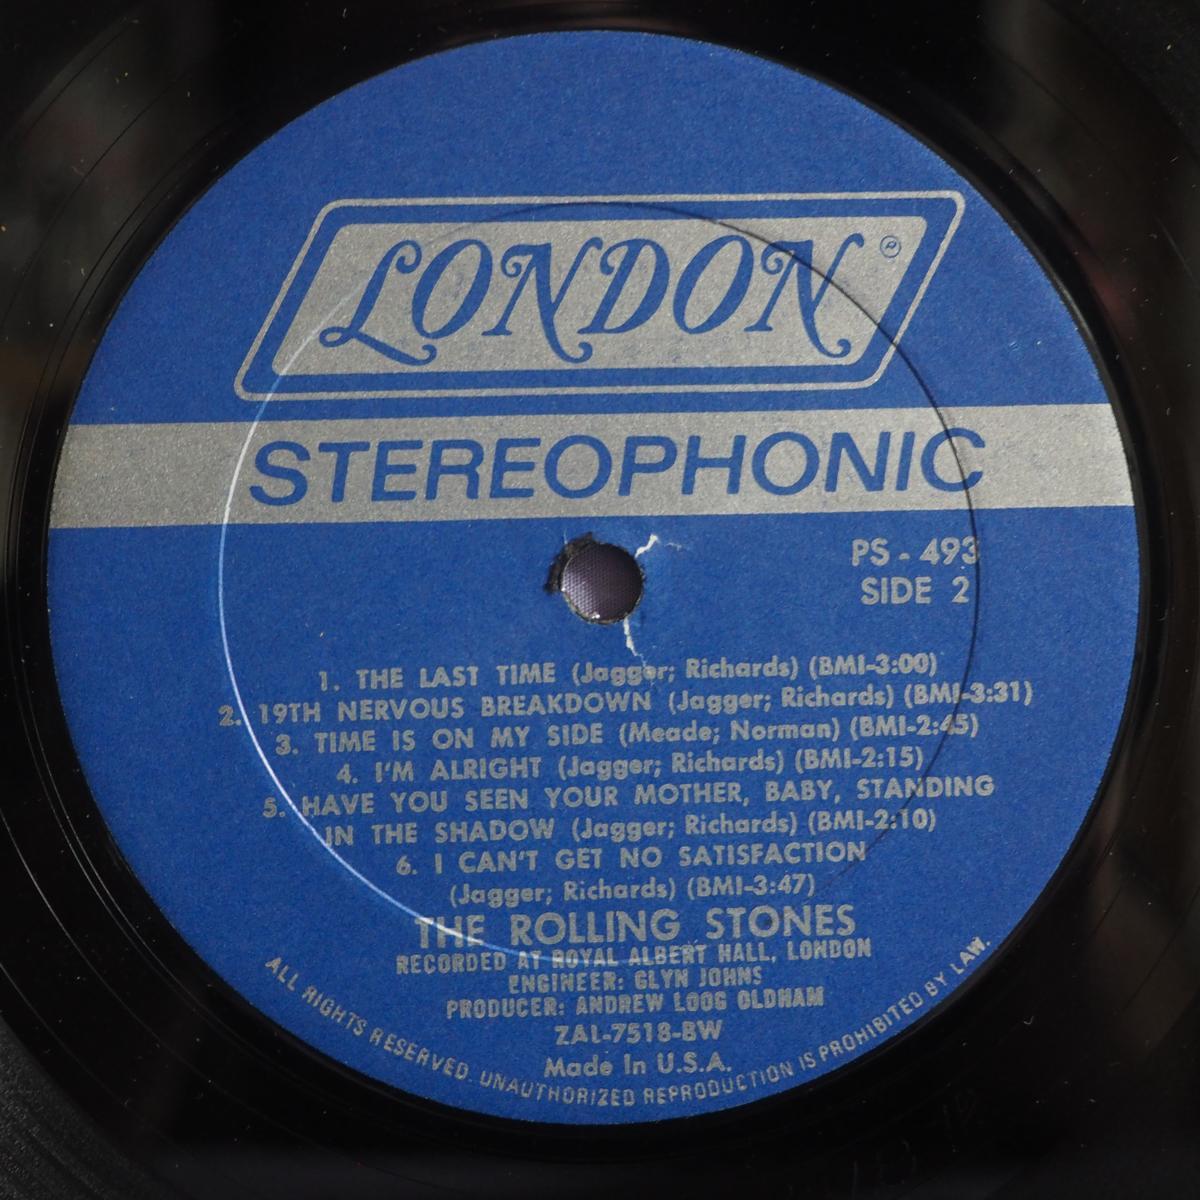 LONDON ®
STEREOPHONIC
PS - 493
SIDE 2
1. THE LAST TIME (Jagger; Richards) (BMI-3:00)
2. 19TH NERVOUS BREAKDOWN (Jagger; Richards) (BMI-3:31)
3. TIME IS ON MY SIDE (Meade; Norman) (BMI-2:45)
4. I'M ALRIGHT (Jagger; Richards) (BMI-2:15)
5. HAVE YOU SEEN YOUR MOTHER, BABY, STANDING
IN THE SHADOW (Jagger; Richards) (BMI-2:10)
6. I CAN'T GET NO SATISFACTION
(Jagger; Richards) (BMI-3:47)
THE ROLLING STONES
RECORDED AT ROYAL ALBERT HALL, LONDON
ENGINEER: GLYN JOHNS
PRODUCER: ANDREW LOOG OLDHAM
ZAL-7518-BW
Made In U.S.A.
ALL RIGHTS RESERVED. UNAUTHORIZED REPRODUCTION IS PROHIBITED BY LAW.